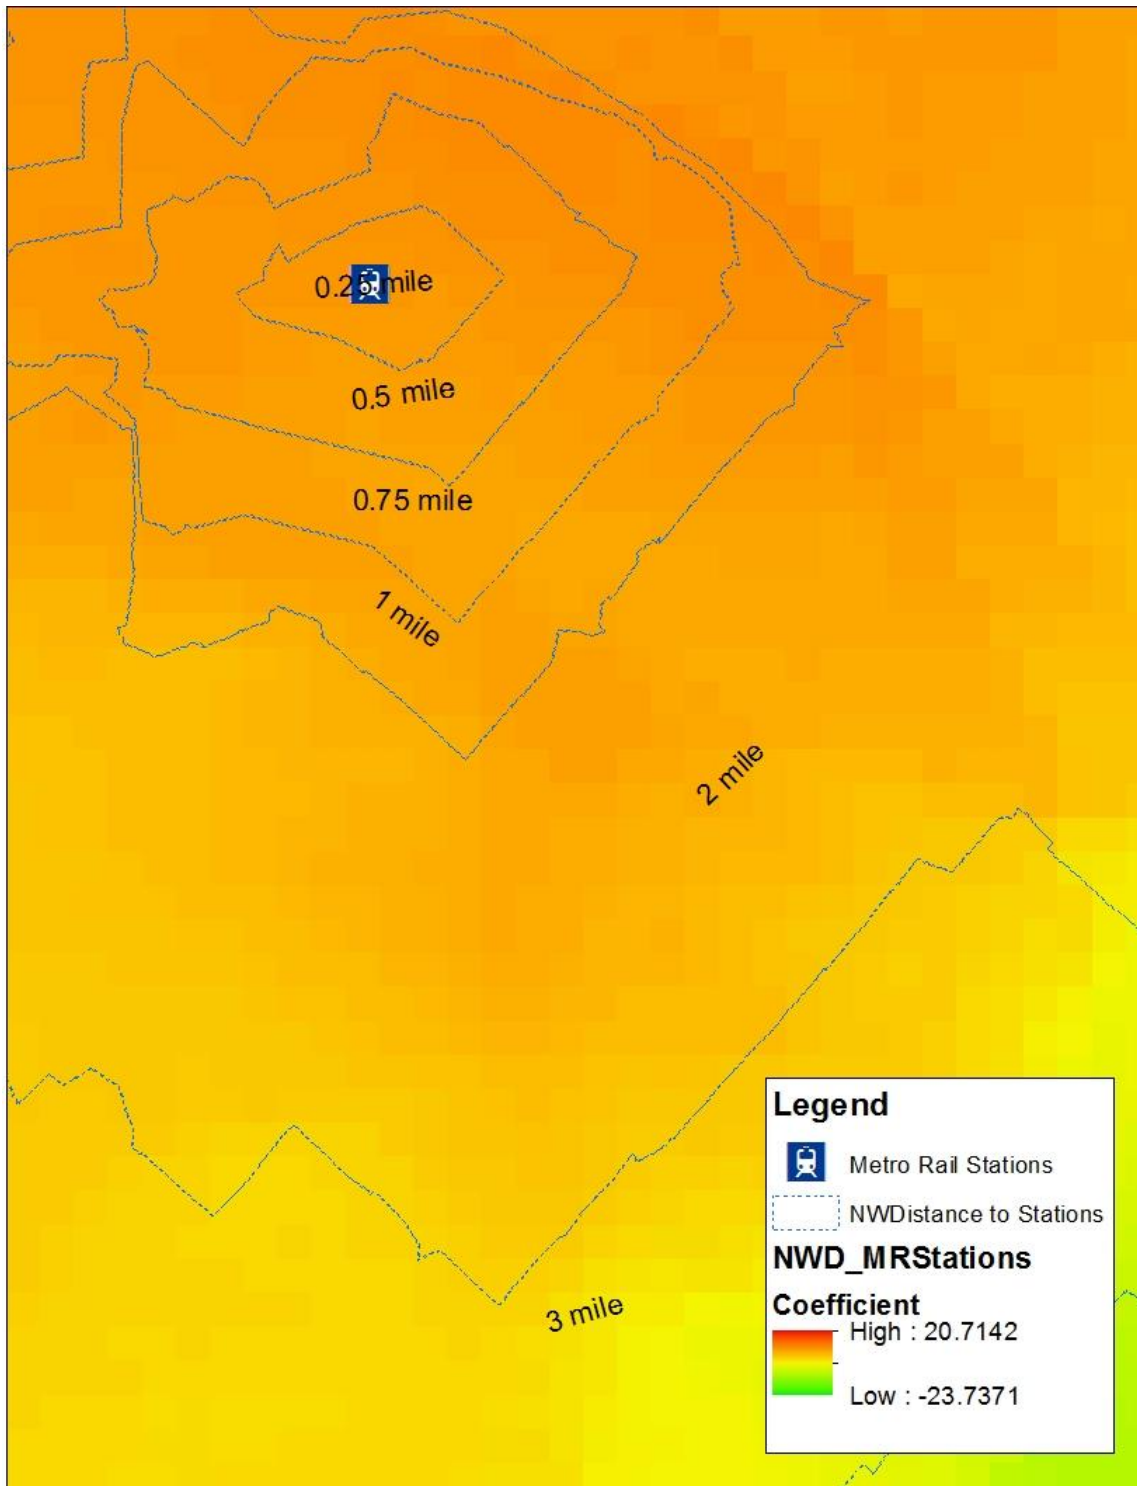 0.25 mile
0.5 mile
0.75 mile
1 mile
2 mile
3 mile
Legend
Metro Rail Stations
NWDistance to Stations
NWD_MRStations
Coefficient
High : 20.7142
Low : -23.7371